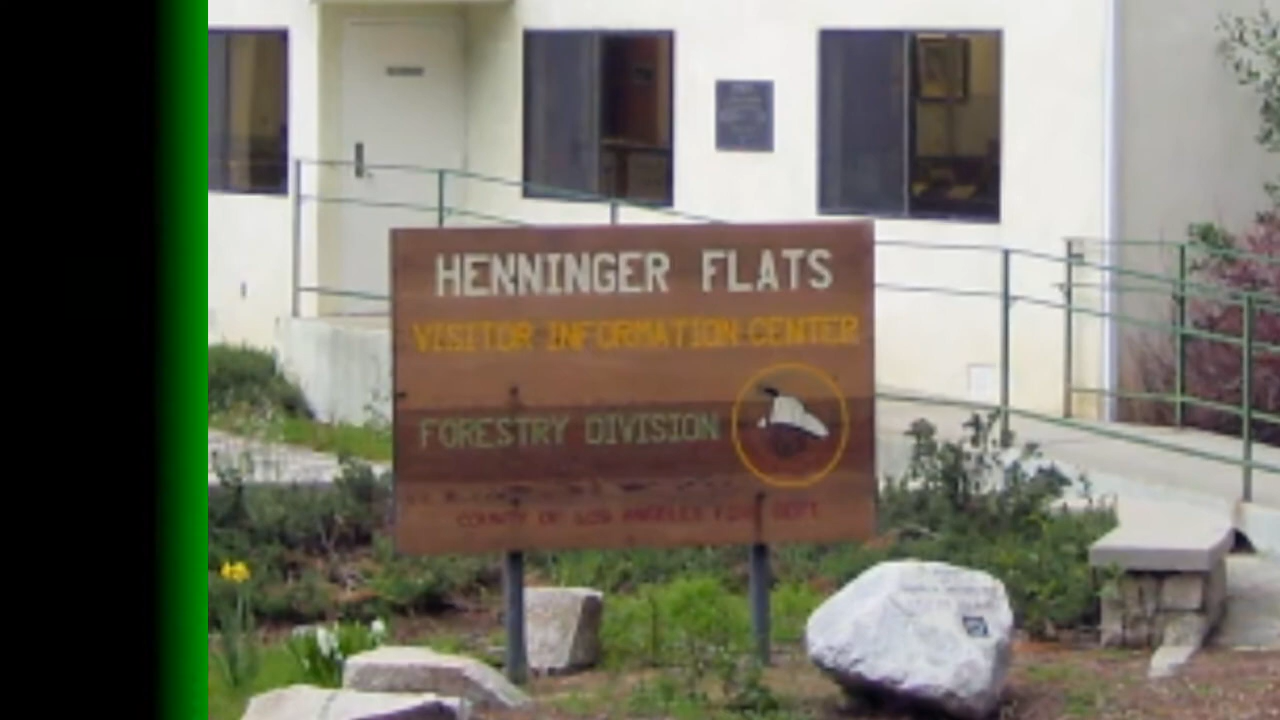 HENNINGER FLATS
VISITOR INFORMATION CENTER
FORESTRY DIVISION
COUNTY OF LOS ANGELES FIRE DEPT